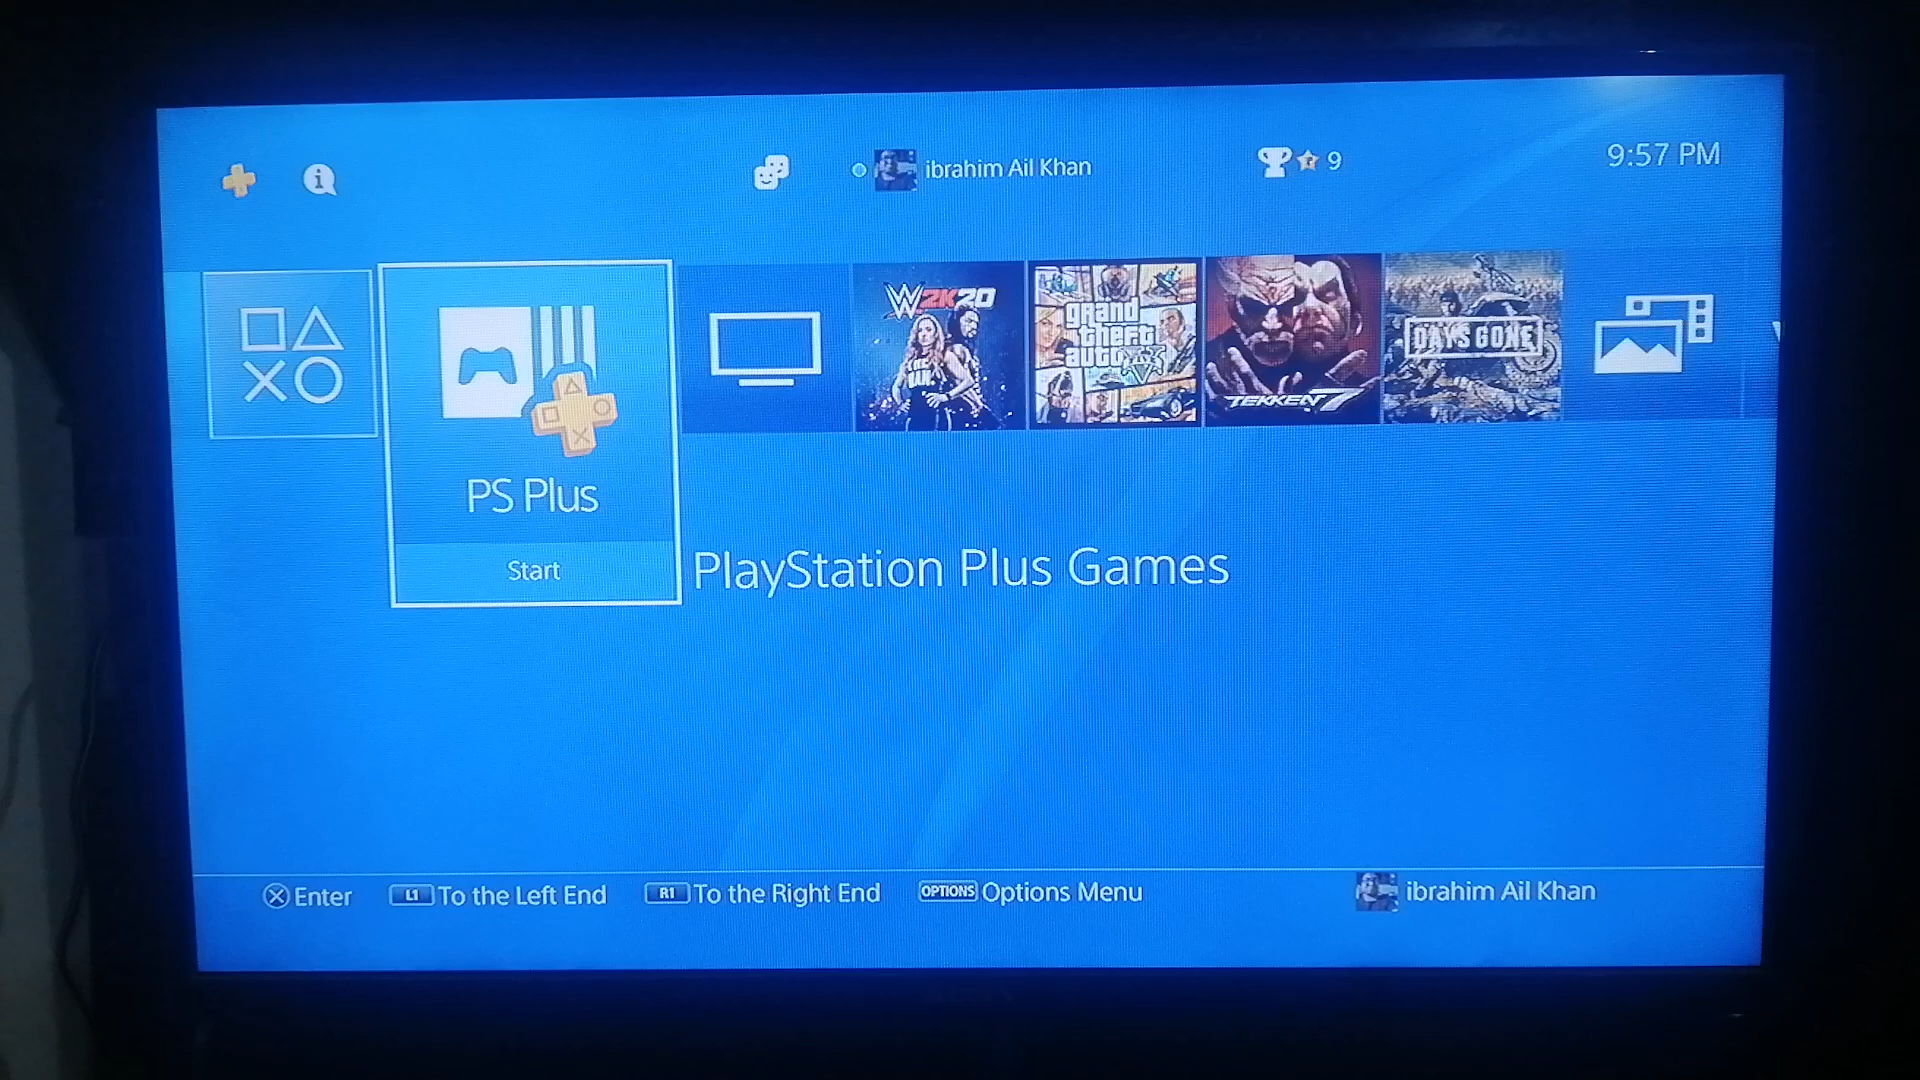 ibrahim Ail Khan
9
9:57 PM
W2K20
grand
theft
auto
V
TEKKEN 7
DAYS GONE
PS Plus
Start
PlayStation Plus Games
Enter
L1 To the Left End
R1 To the Right End
OPTIONS Options Menu
ibrahim Ail Khan